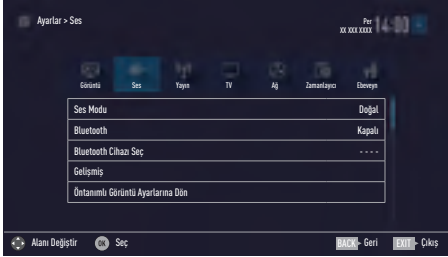 Ayarlar > Ses
Per
XX XXX XXXX 14:00
Görüntü Ses Yayın TV Ağ Zamanlayıcı Ebeveyn
Ses Modu Doğal
Bluetooth Kapalı
Bluetooth Cihazı Seç - - - -
Gelişmiş
Öntanımlı Görüntü Ayarlarına Dön
Alanı Değiştir OK Seç BACK Geri EXIT Çıkış